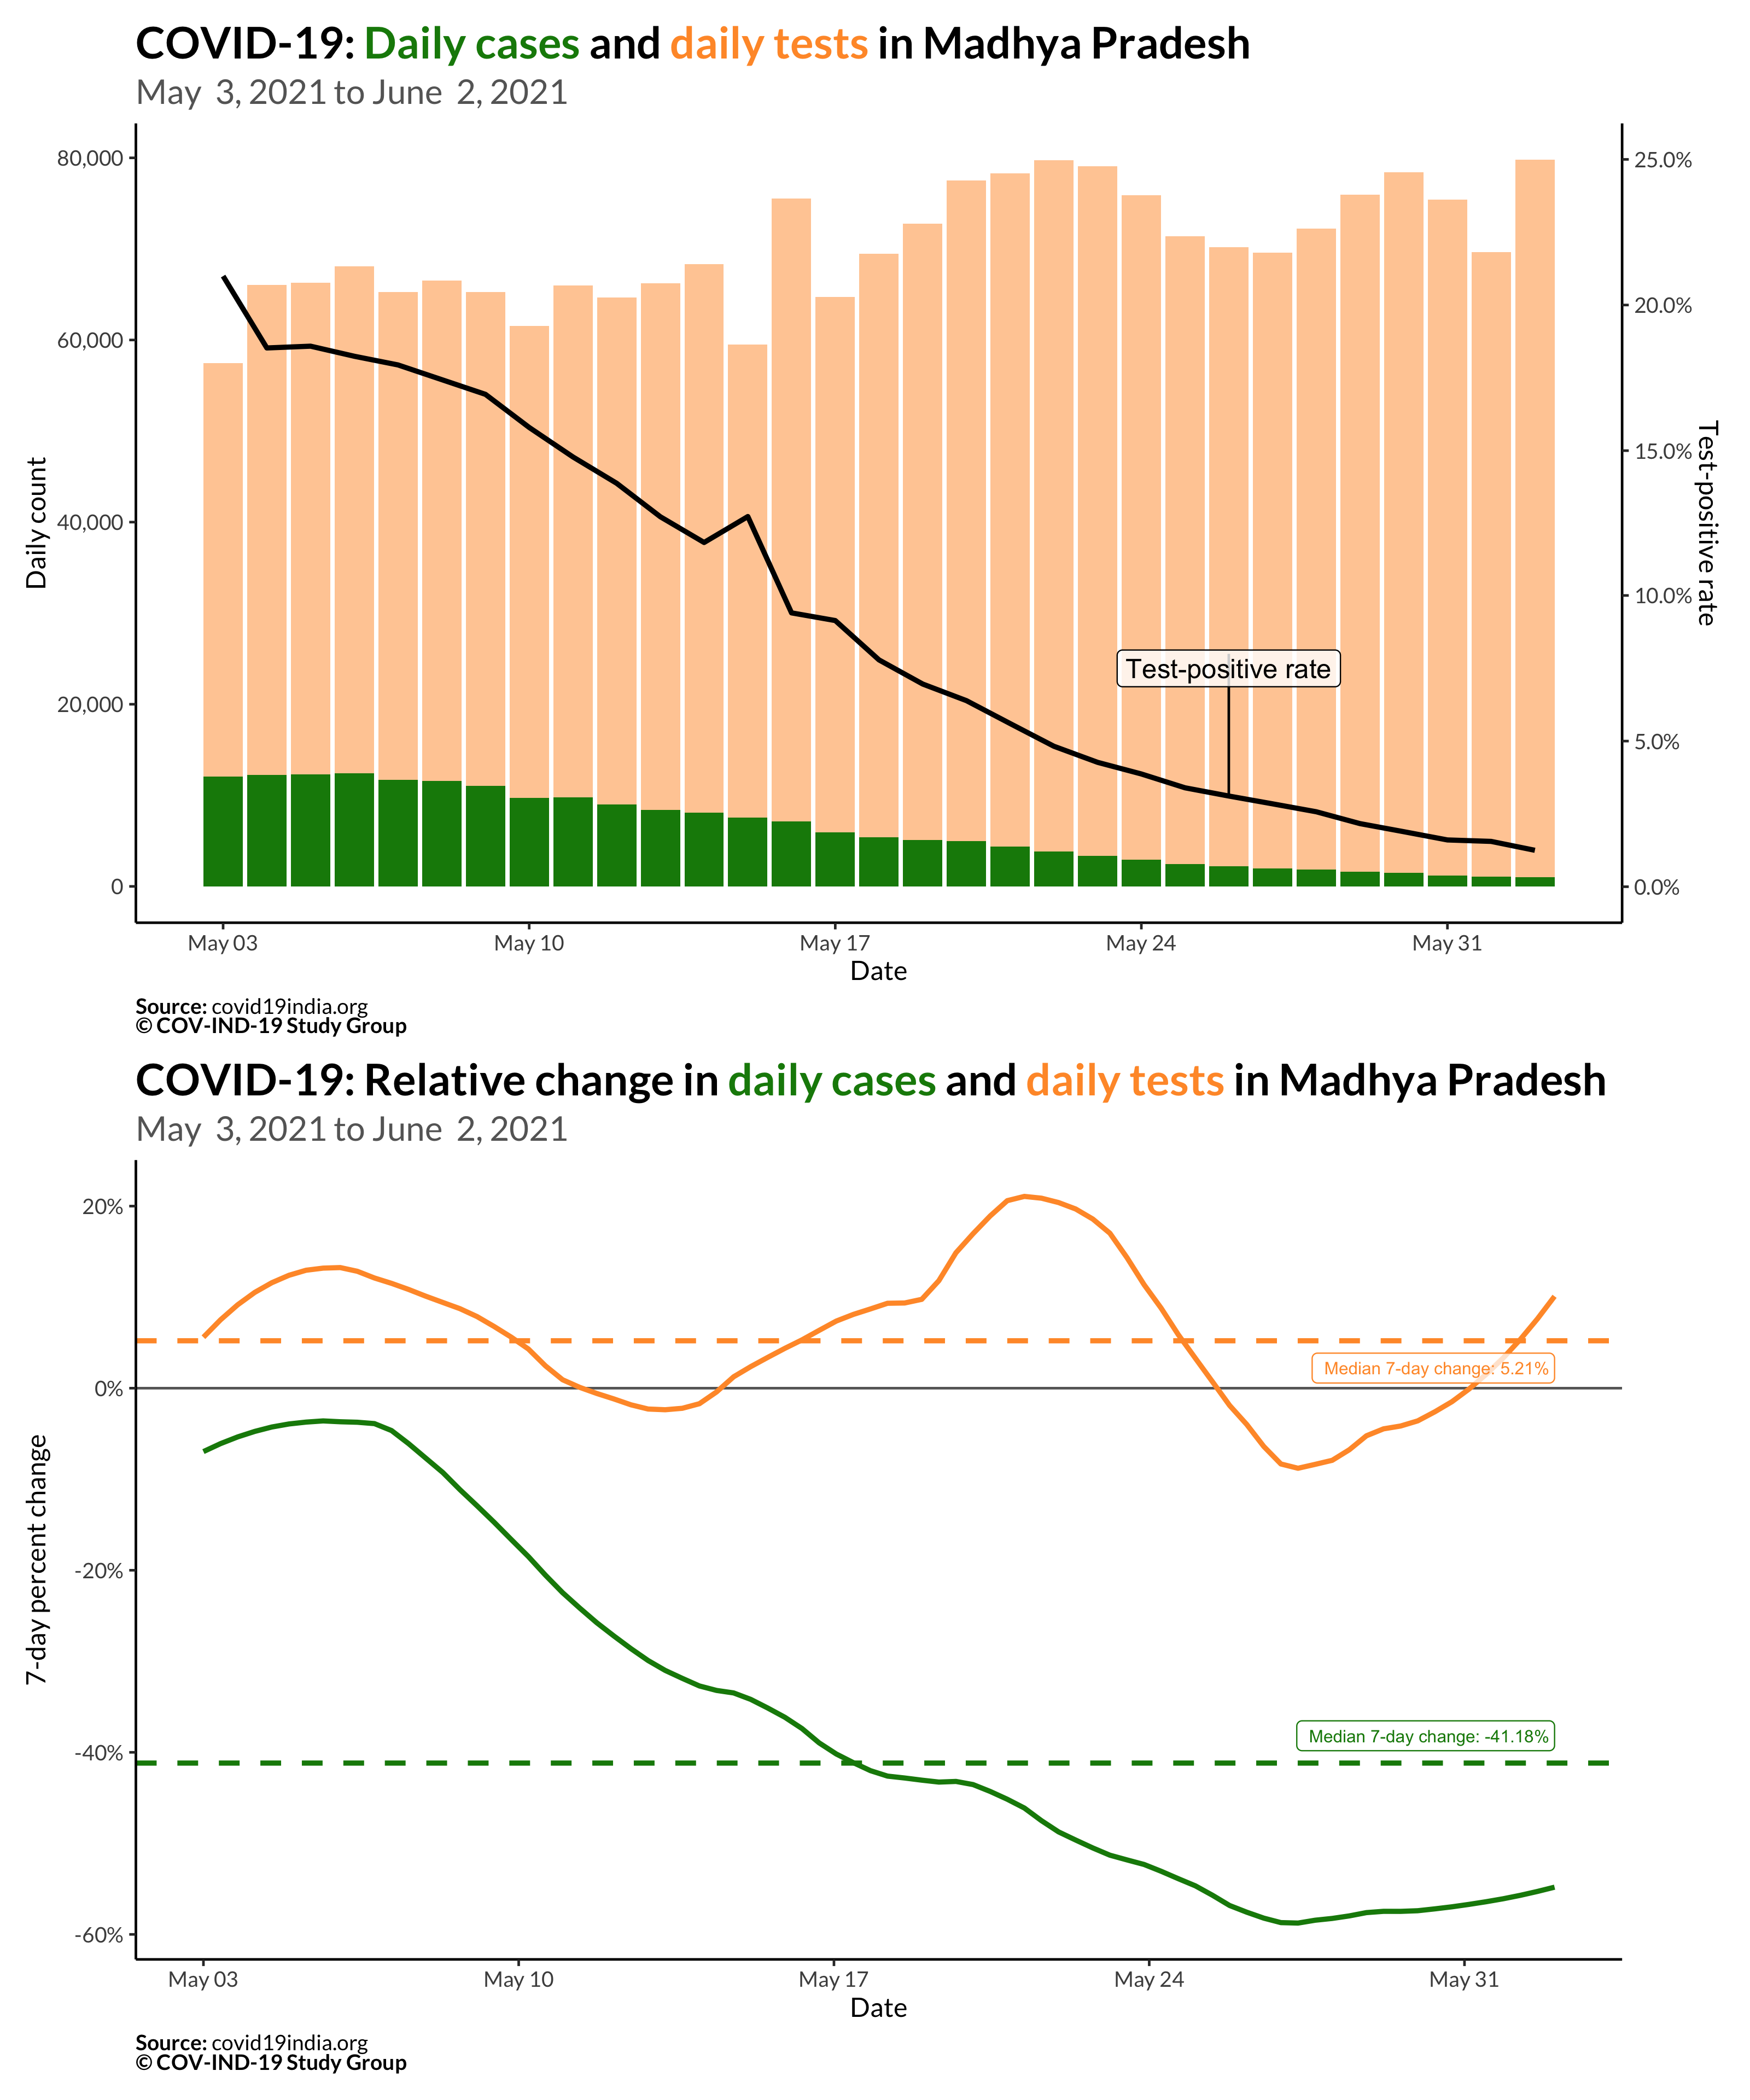 COVID-19: Daily cases and daily tests in Madhya Pradesh
May 3, 2021 to June 2, 2021
80,000
60,000
40,000
20,000
0
Daily count
25.0%
20.0%
15.0%
10.0%
5.0%
0.0%
Test-positive rate
Test-positive rate
May 03
May 10
May 17
May 24
May 31
Date
Source: covid19india.org
© COV-IND-19 Study Group
COVID-19: Relative change in daily cases and daily tests in Madhya Pradesh
May 3, 2021 to June 2, 2021
20%
0%
-20%
-40%
-60%
7-day percent change
Median 7-day change: 5.21%
Median 7-day change: -41.18%
May 03
May 10
May 17
May 24
May 31
Date
Source: covid19india.org
© COV-IND-19 Study Group